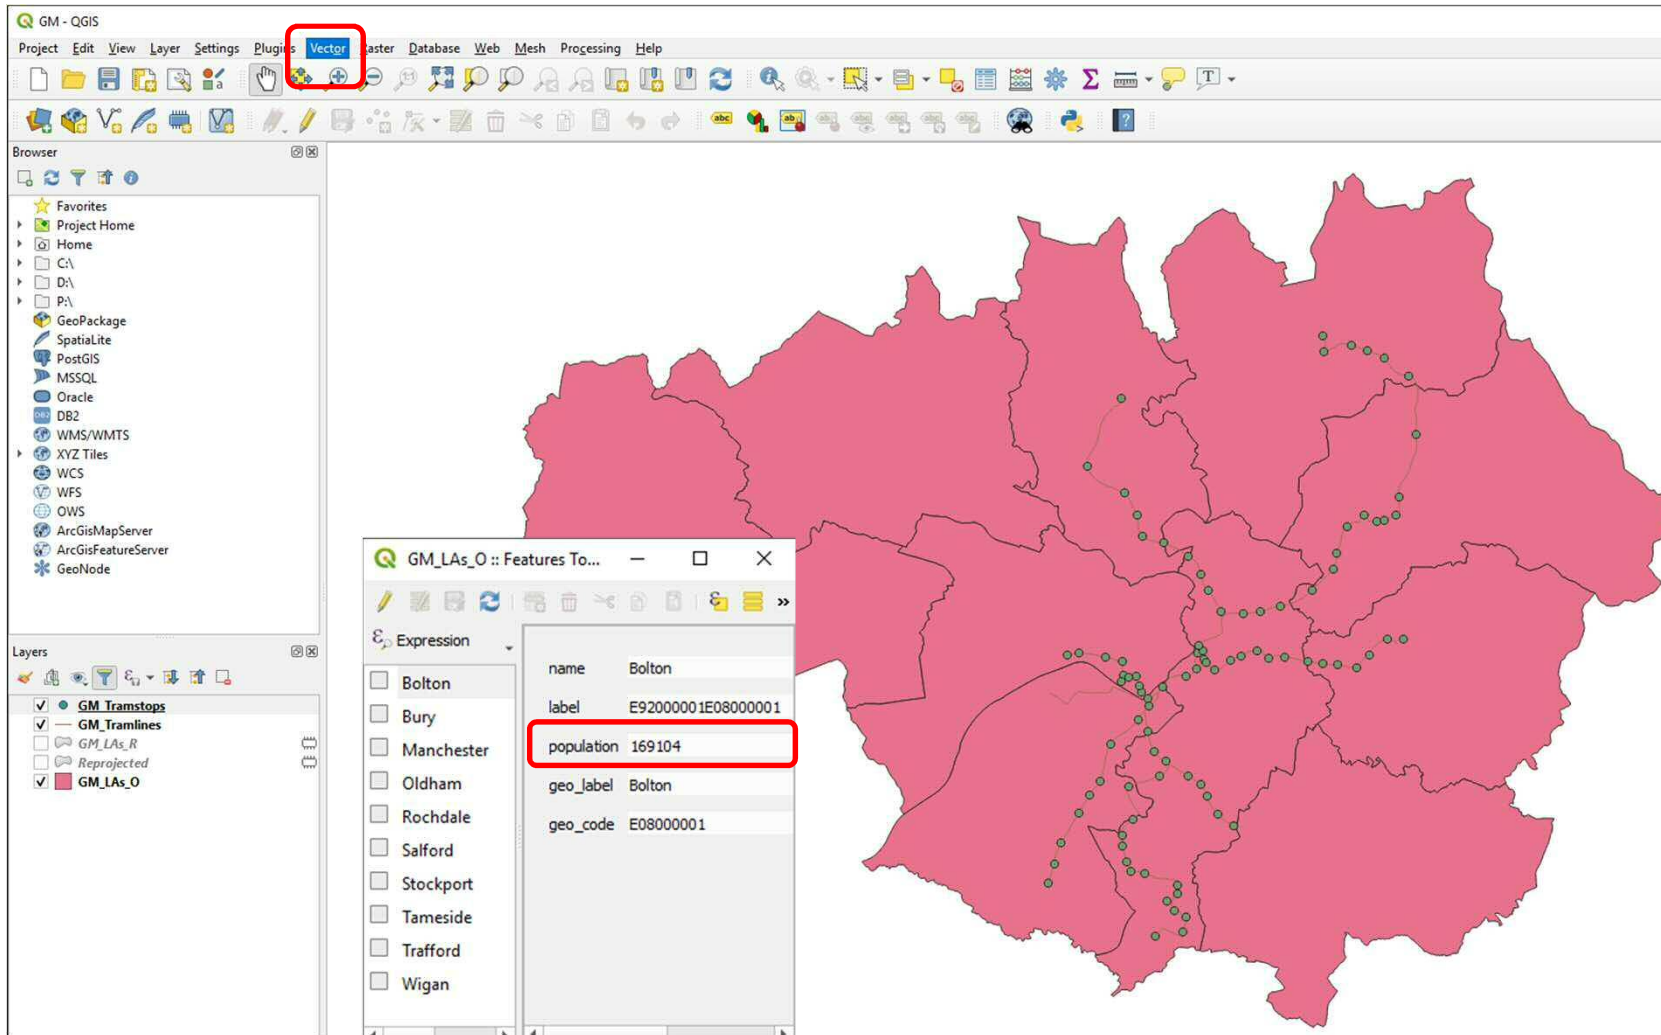 GM - QGIS
Project Edit View Layer Settings Plugins Vector Raster Database Web Mesh Processing Help
Browser
Favorites
Project Home
Home
C:\
D:\
P:\
GeoPackage
SpatiaLite
PostGIS
MSSQL
Oracle
DB2
WMS/WMTS
XYZ Tiles
WCS
WFS
OWS
ArcGisMapServer
ArcGisFeatureServer
GeoNode
Layers
GM_Tramstops
GM_Tramlines
GM_LAs_R
Reprojected
GM_LAs_O
GM_LAs_O :: Features To...
Expression
Bolton
Bury
Manchester
Oldham
Rochdale
Salford
Stockport
Tameside
Trafford
Wigan
name Bolton
label E92000001E08000001
population 169104
geo_label Bolton
geo_code E08000001